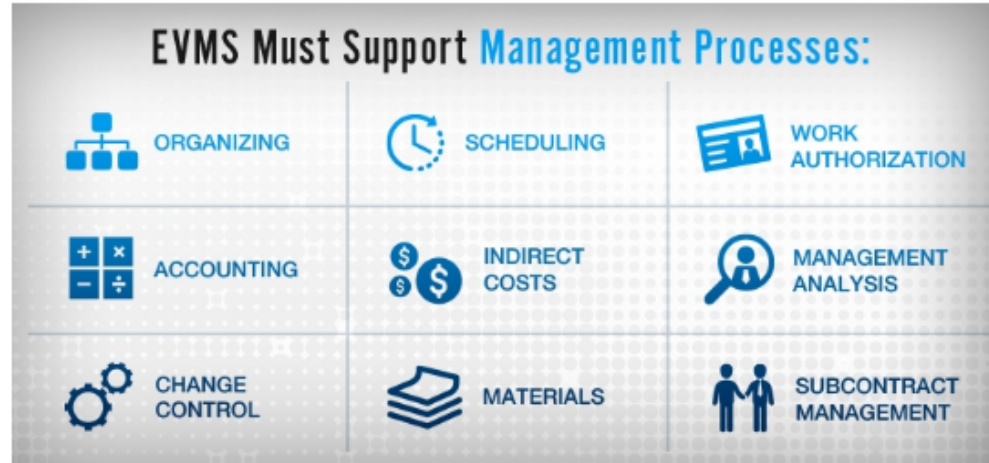 EVMS Must Support Management Processes:
ORGANIZING
SCHEDULING
WORK
AUTHORIZATION
ACCOUNTING
INDIRECT
COSTS
MANAGEMENT
ANALYSIS
CHANGE
CONTROL
MATERIALS
SUBCONTRACT
MANAGEMENT